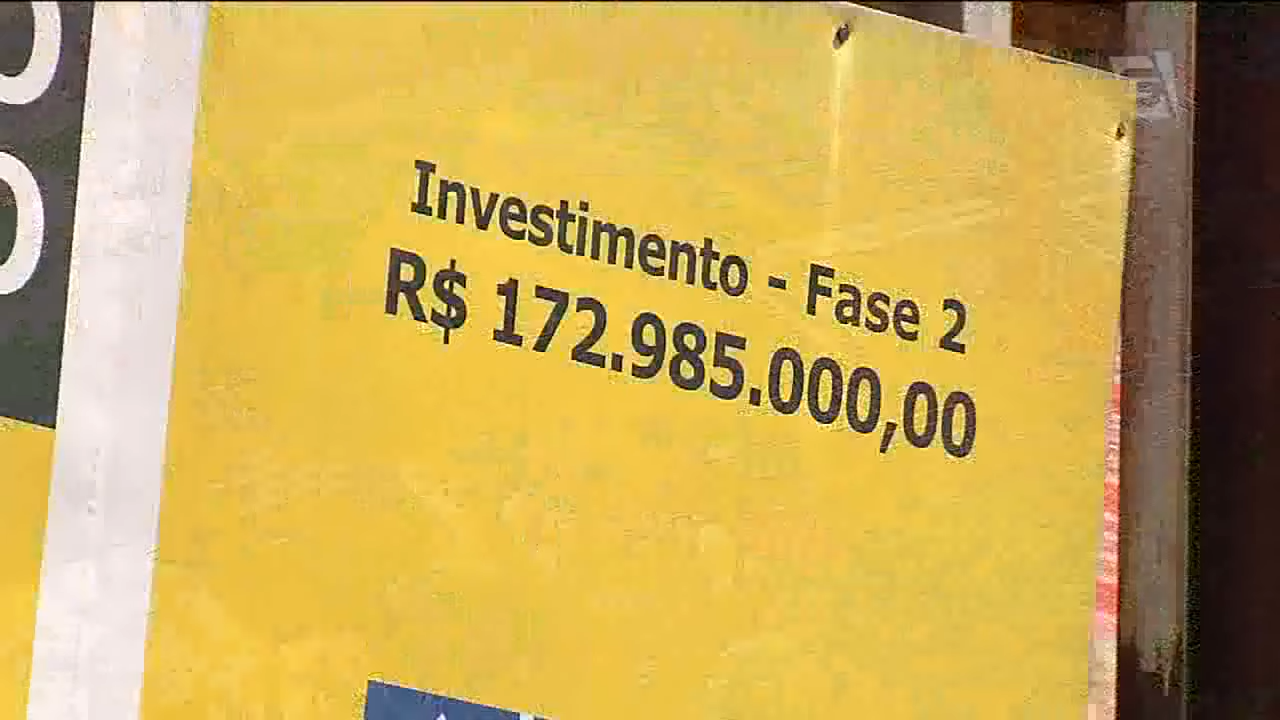 Investimento - Fase 2
R$ 172.985.000,00